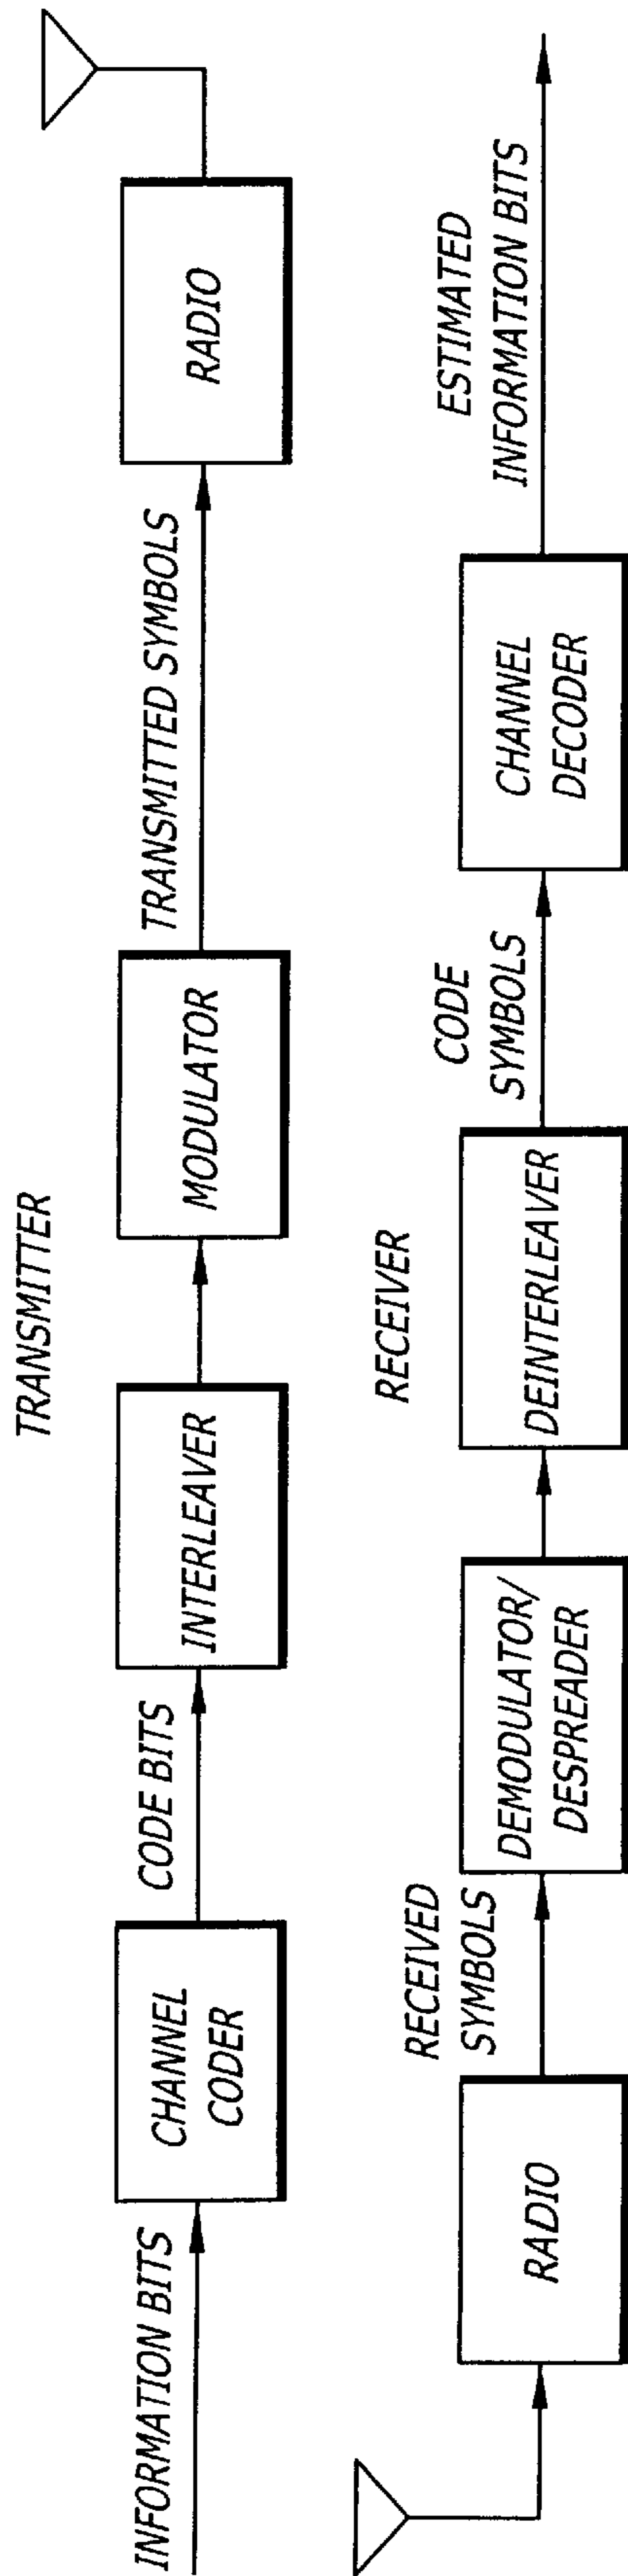 TRANSMITTER
INFORMATION BITS
CHANNEL
CODER
CODE BITS
INTERLEAVER
MODULATOR
TRANSMITTED SYMBOLS
RADIO
RECEIVER
RADIO
RECEIVED
SYMBOLS
DEMODULATOR/
DESPREADER
DEINTERLEAVER
CODE
SYMBOLS
CHANNEL
DECODER
ESTIMATED
INFORMATION BITS